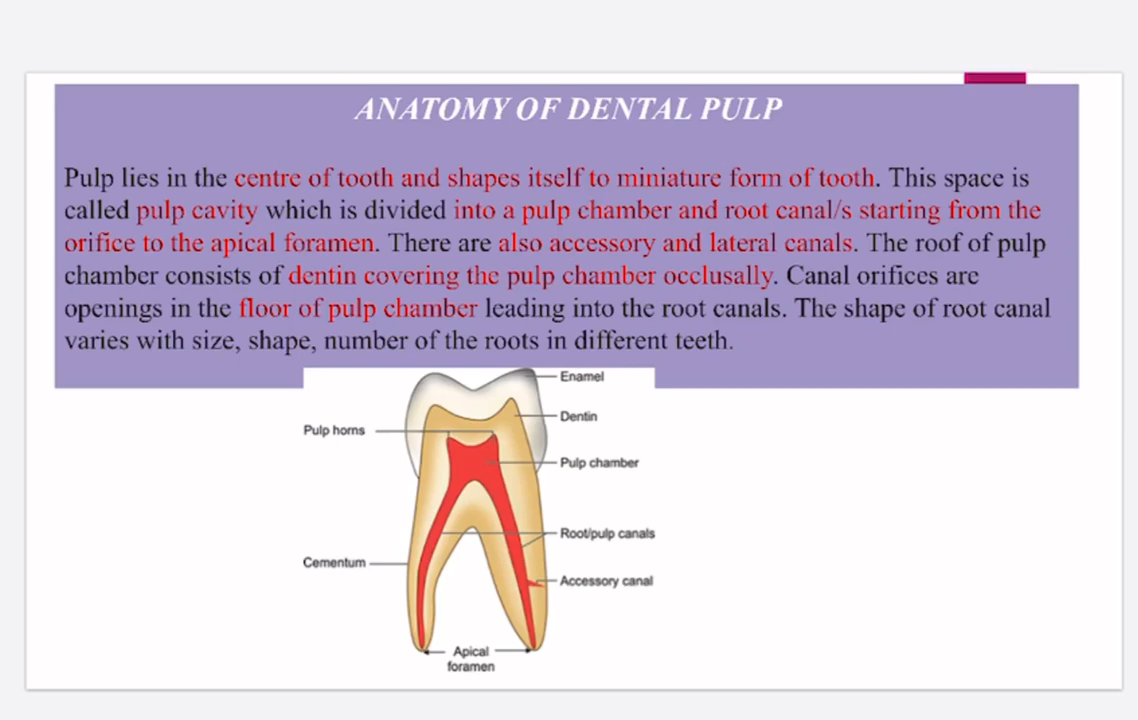 ANATOMY OF DENTAL PULP
Pulp lies in the centre of tooth and shapes itself to miniature form of tooth. This space is
called pulp cavity which is divided into a pulp chamber and root canal/s starting from the
orifice to the apical foramen. There are also accessory and lateral canals. The roof of pulp
chamber consists of dentin covering the pulp chamber occlusally. Canal orifices are
openings in the floor of pulp chamber leading into the root canals. The shape of root canal
varies with size, shape, number of the roots in different teeth.
Enamel
Dentin
Pulp horns
Pulp chamber
Root/pulp canals
Cementum
Accessory canal
Apical
foramen